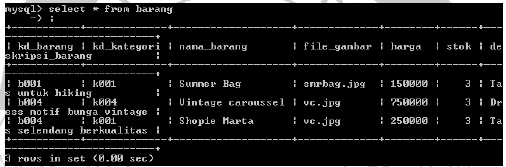 mysql> select * from barang
    -> ;
| kd_barang | kd_kategori | nama_barang | file_gambar | harga | stok | de
skripsi_barang |
| b001 | k001 | Summer Bag | smrbag.jpg | 150000 | 3 | Ta
s untuk hiking |
| b004 | k004 | Vintage caroussel | vc.jpg | 750000 | 3 | Dr
ess motif bunga vintage |
| b004 | k001 | Shopie Marta | vc.jpg | 250000 | 3 | Ta
s selendang berkualitas |
3 rows in set (0.00 sec)